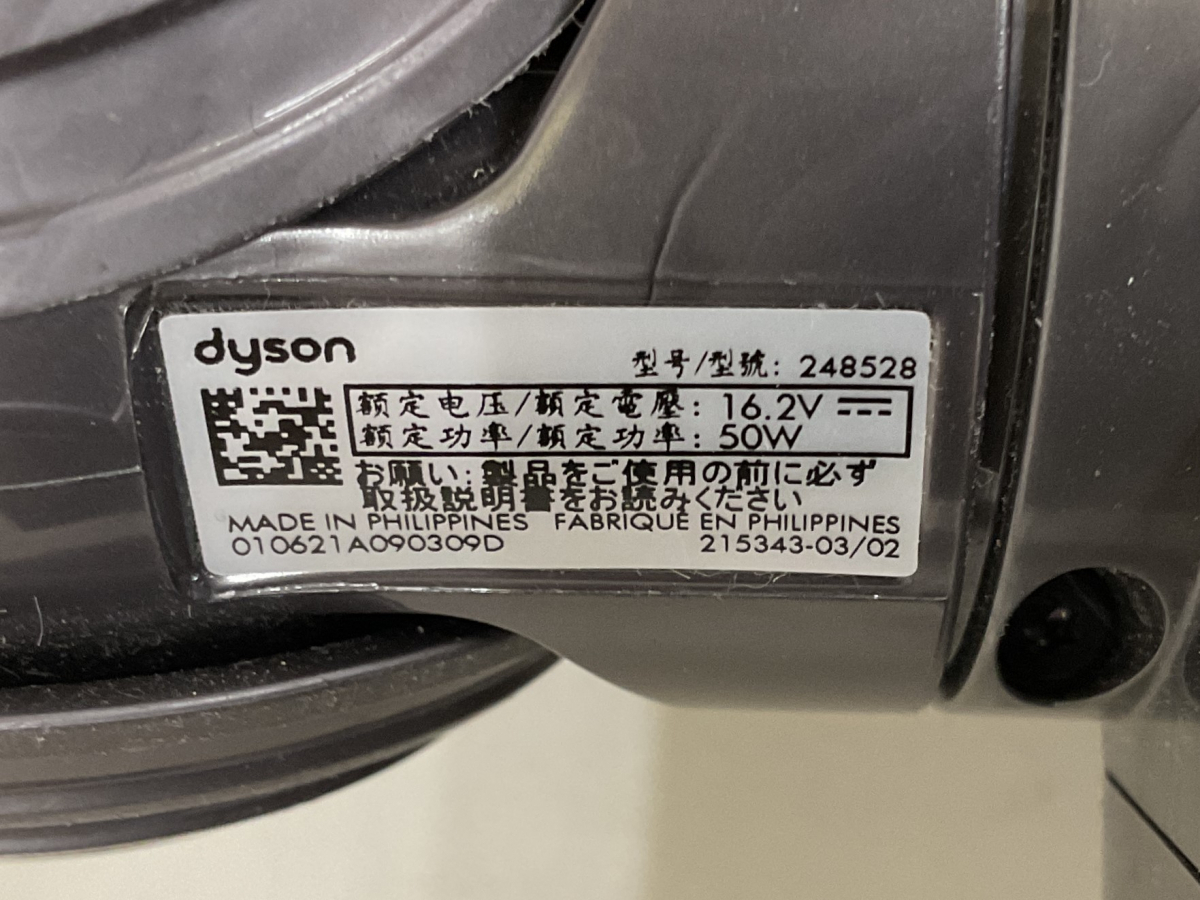 dyson
型号/型號: 248528
额定电压/額定電壓: 16.2V
额定功率/額定功率: 50W
お願い: 製品をご使用の前に必ず
取扱説明書をお読みください
MADE IN PHILIPPINES FABRIQUÉ EN PHILIPPINES
010621A090309D 215343-03/02